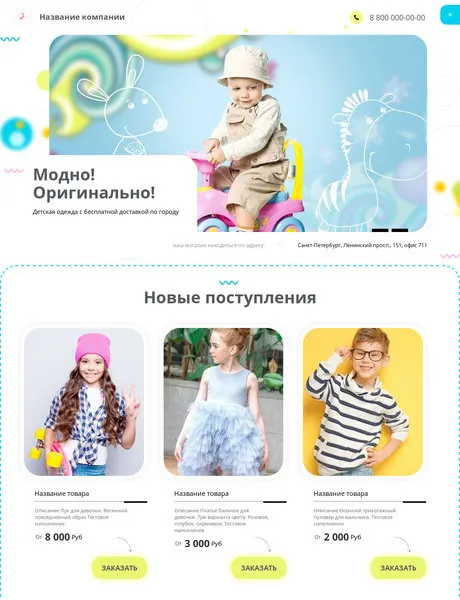 Название компании
8 800 000-00-00
Модно!
Оригинально!
Детская одежда с бесплатной доставкой по городу
наш магазин находиться по адресу
Санкт-Петербург, Ленинский просп., 151, офис 711
Новые поступления
Название товара
Описание Лук для девочки. Весенний
повседневный образ Тестовое
наполнение
От 8 000 Руб
ЗАКАЗАТЬ
Название товара
Описание Платье бальное для
девочки. Три варианта цвета: Розовое,
голубое, сиреневое, Тестовое
наполнение
От 3 000 Руб
ЗАКАЗАТЬ
Название товара
Описание Осенний трикотажный
пуловер для мальчика, Тестовое
наполнение
От 2 000 Руб
ЗАКАЗАТЬ